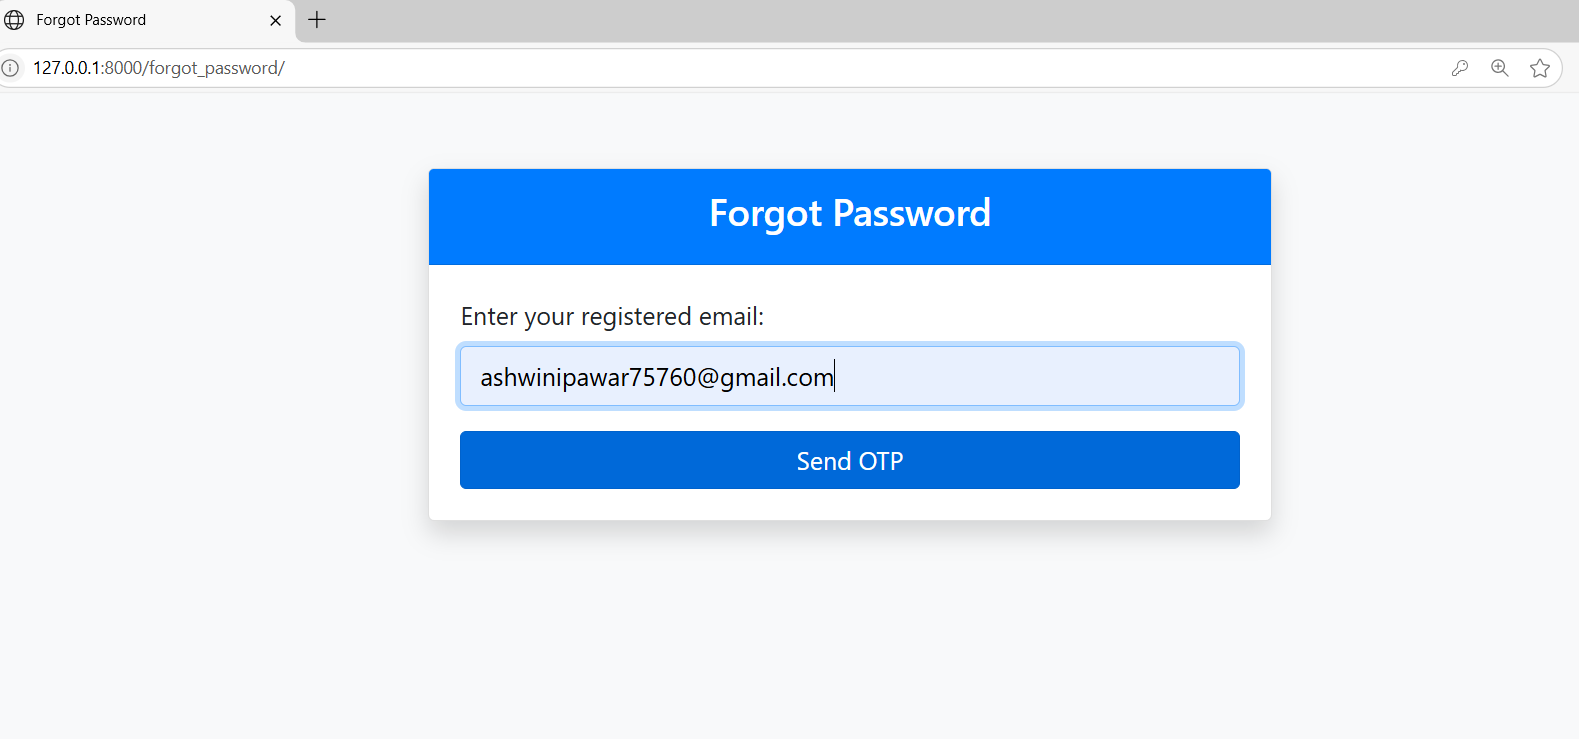 Forgot Password
127.0.0.1:8000/forgot_password/
Forgot Password
Enter your registered email:
ashwinipawar75760@gmail.com
Send OTP